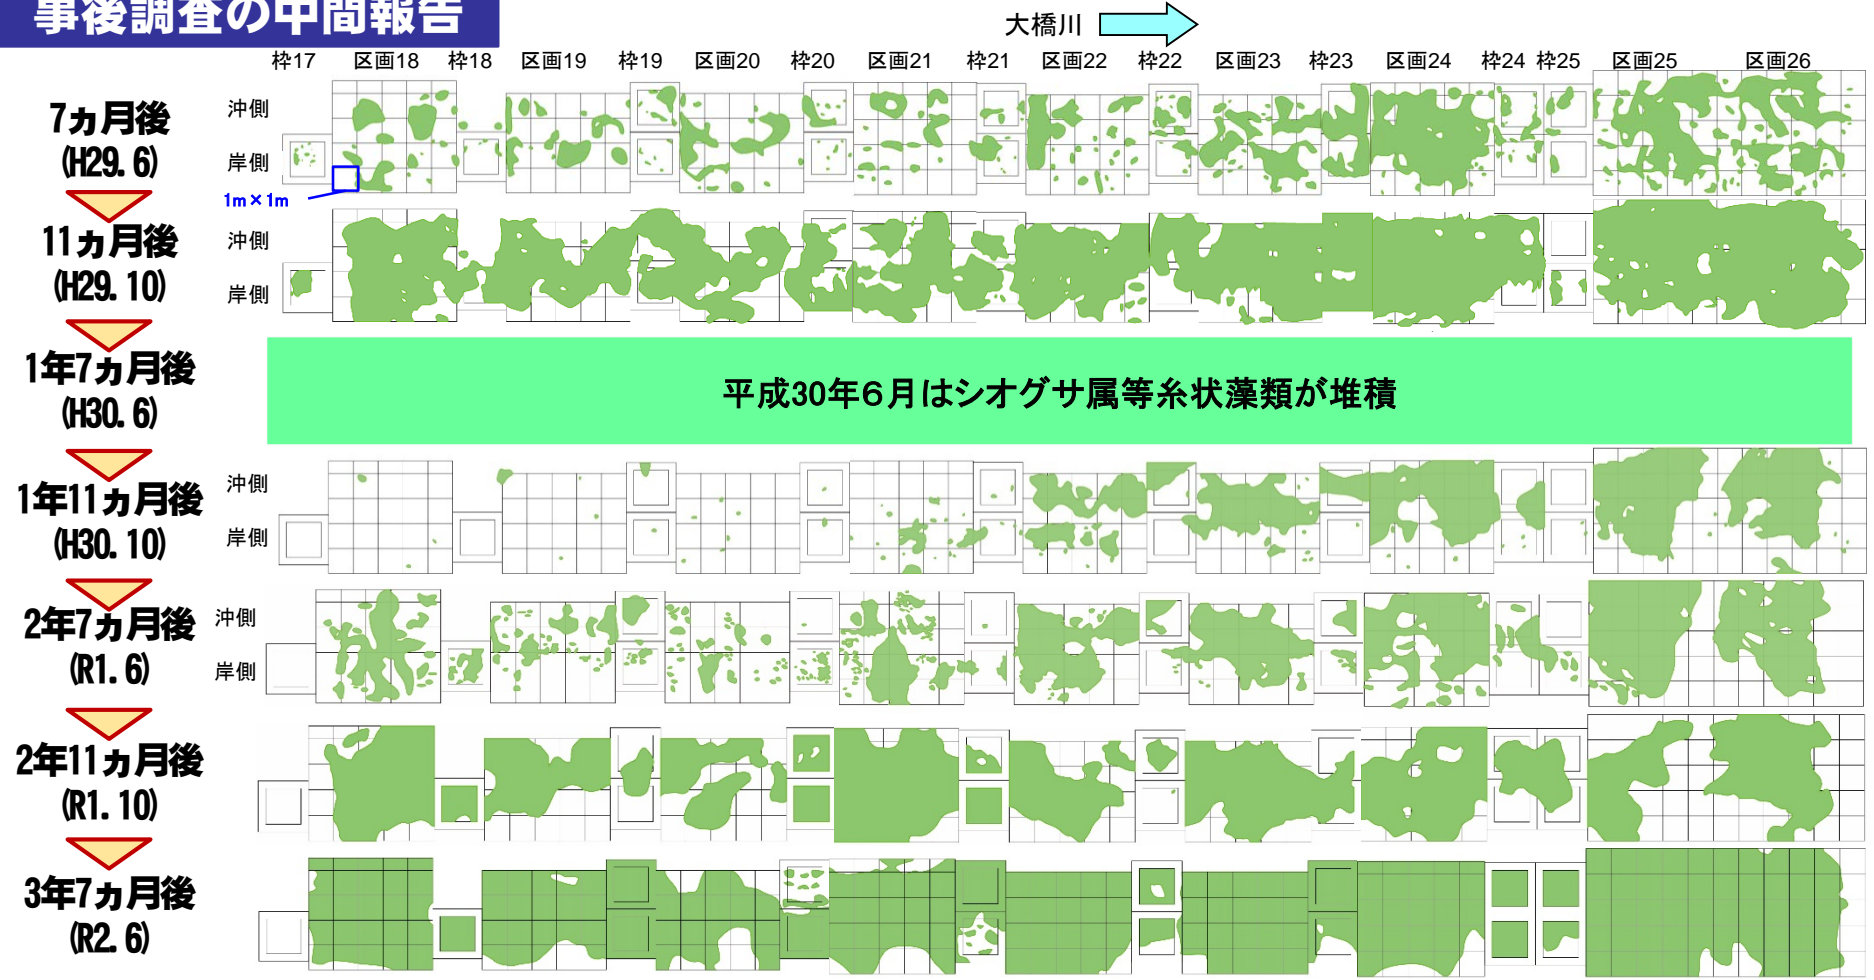 事後調査の中間報告
大橋川
枠17 区画18 枠18 区画19 枠19 区画20 枠20 区画21 枠21 区画22 枠22 区画23 枠23 区画24 枠24 枠25 区画25 区画26
7ヵ月後
(H29.6)
沖側
岸側
1m×1m
11ヵ月後
(H29.10)
沖側
岸側
1年7ヵ月後
(H30.6)
平成30年6月はシオグサ属等糸状藻類が堆積
1年11ヵ月後
(H30.10)
沖側
岸側
2年7ヵ月後
(R1.6)
沖側
岸側
2年11ヵ月後
(R1.10)
3年7ヵ月後
(R2.6)